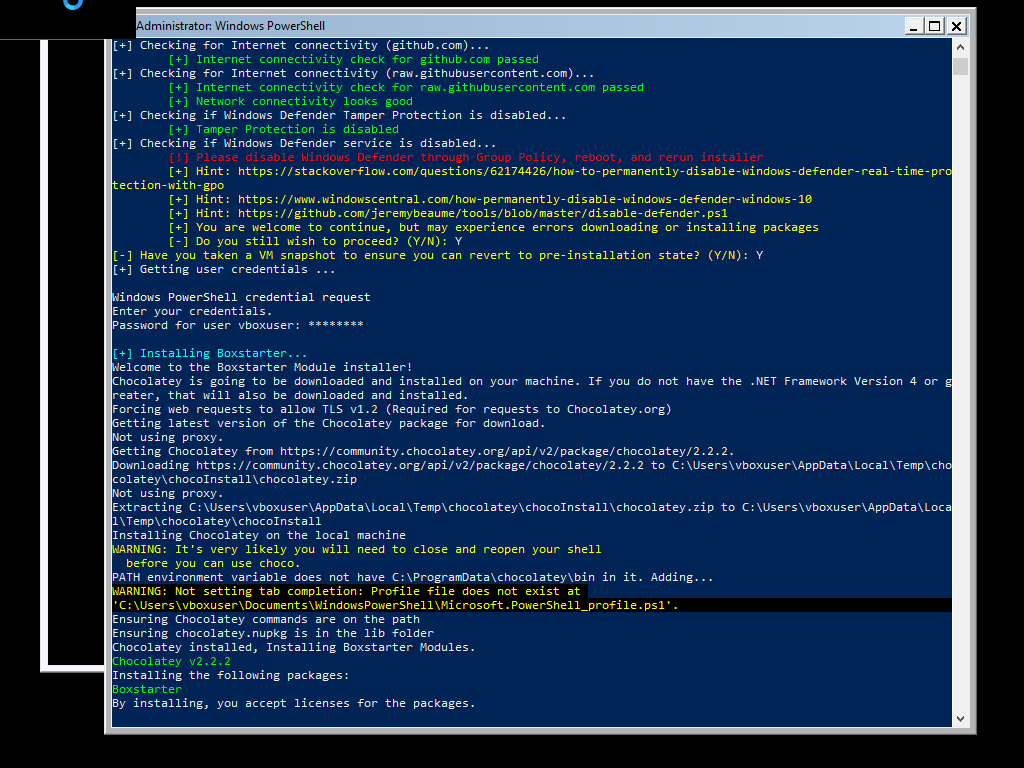 Administrator: Windows PowerShell
[+] Checking for Internet connectivity (github.com)...
[+] Internet connectivity check for github.com passed
[+] Checking for Internet connectivity (raw.githubusercontent.com)...
[+] Internet connectivity check for raw.githubusercontent.com passed
[+] Network connectivity looks good
[+] Checking if Windows Defender Tamper Protection is disabled...
[+] Tamper Protection is disabled
[+] Checking if Windows Defender service is disabled...
[!] Please disable Windows Defender through Group Policy, reboot, and rerun installer
[+] Hint: https://stackoverflow.com/questions/62174426/how-to-permanently-disable-windows-defender-real-time-pro
tection-with-gpo
[+] Hint: https://www.windowscentral.com/how-permanently-disable-windows-defender-windows-10
[+] Hint: https://github.com/jeremybeaume/tools/blob/master/disable-defender.ps1
[+] You are welcome to continue, but may experience errors downloading or installing packages
[-] Do you still wish to proceed? (Y/N): Y
[-] Have you taken a VM snapshot to ensure you can revert to pre-installation state? (Y/N): Y
[+] Getting user credentials ...
Windows PowerShell credential request
Enter your credentials.
Password for user vboxuser: ********
[+] Installing Boxstarter...
Welcome to the Boxstarter Module installer!
Chocolatey is going to be downloaded and installed on your machine. If you do not have the .NET Framework Version 4 or g
reater, that will also be downloaded and installed.
Forcing web requests to allow TLS v1.2 (Required for requests to Chocolatey.org)
Getting latest version of the Chocolatey package for download.
Not using proxy.
Getting Chocolatey from https://community.chocolatey.org/api/v2/package/chocolatey/2.2.2.
Downloading https://community.chocolatey.org/api/v2/package/chocolatey/2.2.2 to C:\Users\vboxuser\AppData\Local\Temp\cho
colatey\chocoInstall\chocolatey.zip
Not using proxy.
Extracting C:\Users\vboxuser\AppData\Local\Temp\chocolatey\chocoInstall\chocolatey.zip to C:\Users\vboxuser\AppData\Loca
l\Temp\chocolatey\chocoInstall
Installing Chocolatey on the local machine
WARNING: It's very likely you will need to close and reopen your shell
before you can use choco.
PATH environment variable does not have C:\ProgramData\chocolatey\bin in it. Adding...
WARNING: Not setting tab completion: Profile file does not exist at
'C:\Users\vboxuser\Documents\WindowsPowerShell\Microsoft.PowerShell_profile.ps1'.
Ensuring Chocolatey commands are on the path
Ensuring chocolatey.nupkg is in the lib folder
Chocolatey installed, Installing Boxstarter Modules.
Chocolatey v2.2.2
Installing the following packages:
Boxstarter
By installing, you accept licenses for the packages.